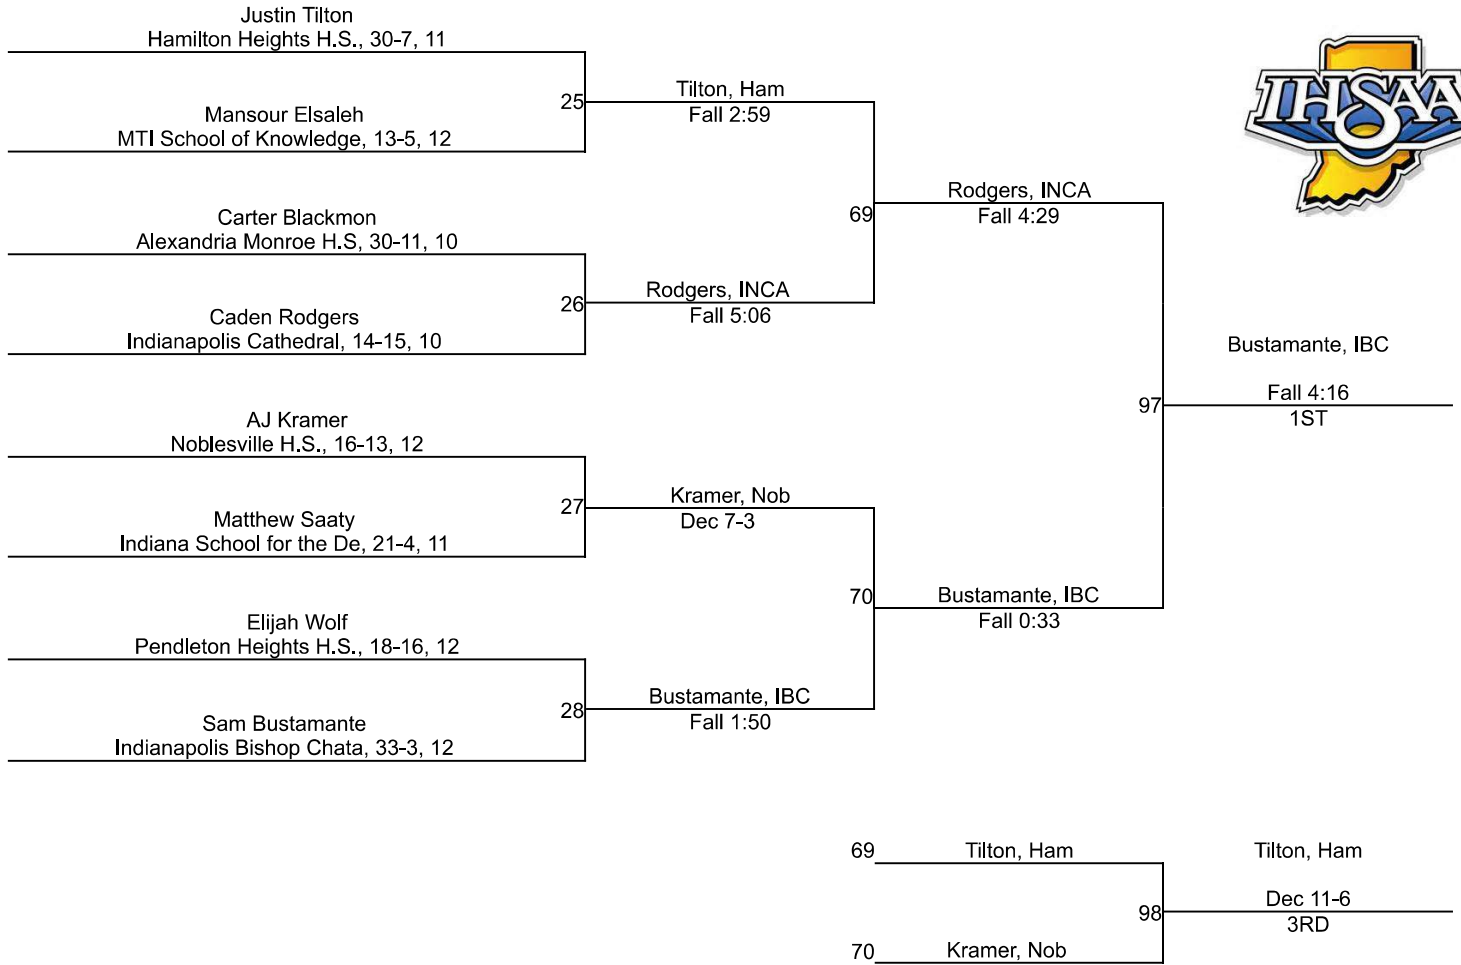 Justin Tilton
Hamilton Heights H.S., 30-7, 11
25
Tilton, Ham
Fall 2:59
Mansour Elsaleh
MTI School of Knowledge, 13-5, 12
IHSAA
Carter Blackmon
Alexandria Monroe H.S, 30-11, 10
69
Rodgers, INCA
Fall 4:29
26
Rodgers, INCA
Fall 5:06
Caden Rodgers
Indianapolis Cathedral, 14-15, 10
Bustamante, IBC
97
Fall 4:16
1ST
AJ Kramer
Noblesville H.S., 16-13, 12
27
Kramer, Nob
Dec 7-3
Matthew Saaty
Indiana School for the De, 21-4, 11
70
Bustamante, IBC
Fall 0:33
Elijah Wolf
Pendleton Heights H.S., 18-16, 12
28
Bustamante, IBC
Fall 1:50
Sam Bustamante
Indianapolis Bishop Chata, 33-3, 12
69
Tilton, Ham
Tilton, Ham
98
Dec 11-6
3RD
70
Kramer, Nob